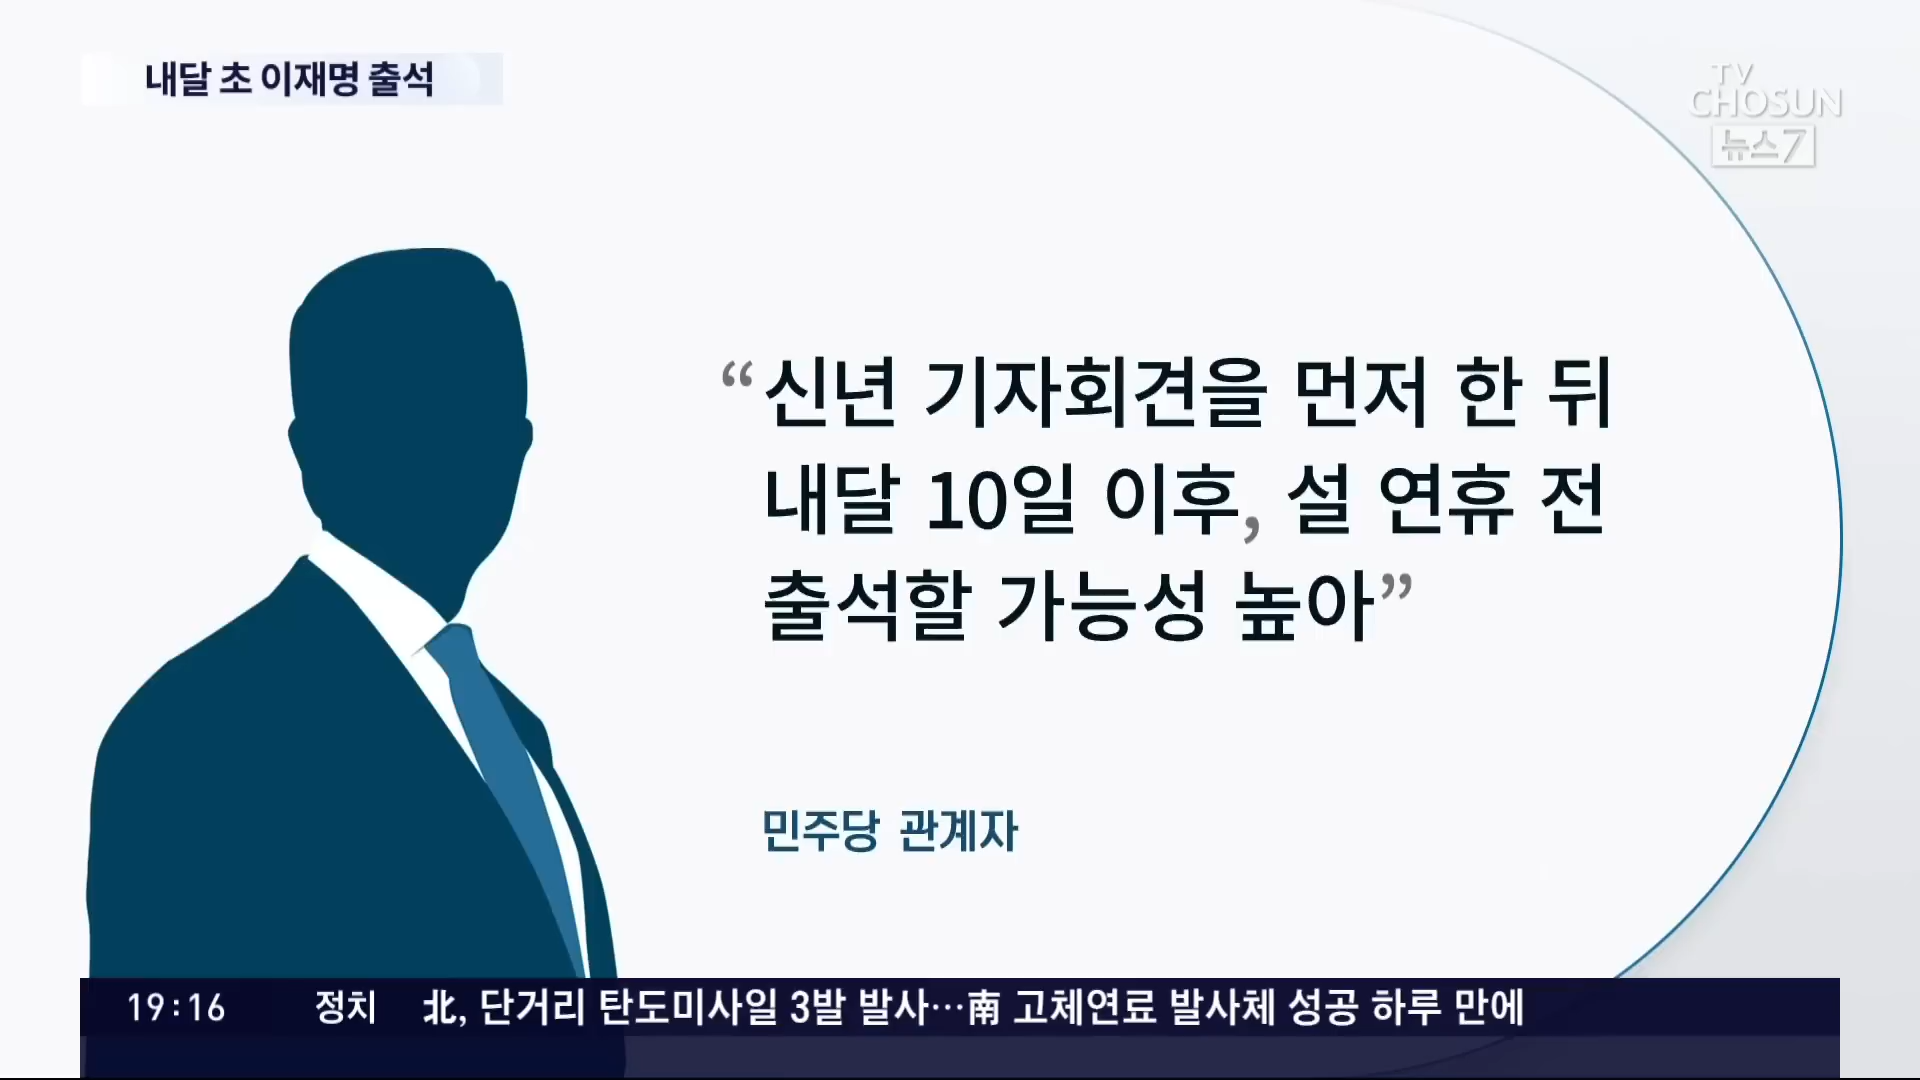 내달 초 이재명 출석
TV
CHOSUN
뉴스7
“신년 기자회견을 먼저 한 뒤
내달 10일 이후, 설 연휴 전
출석할 가능성 높아”
민주당 관계자
19:16 정치 北, 단거리 탄도미사일 3발 발사…南 고체연료 발사체 성공 하루 만에